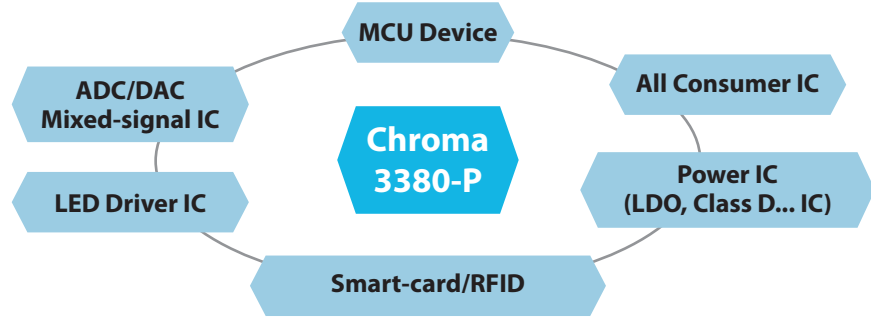 MCU Device
ADC/DAC
Mixed-signal IC
All Consumer IC
Chroma
3380-P
LED Driver IC
Power IC
(LDO, Class D... IC)
Smart-card/RFID